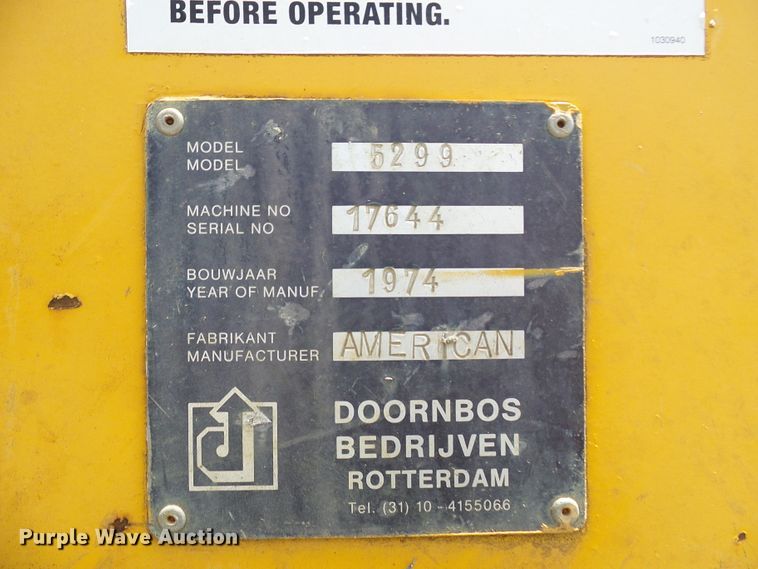 BEFORE OPERATING.
1030940
MODEL
MODEL
5299
MACHINE NO
SERIAL NO
17644
BOUWJAAR
YEAR OF MANUF.
1974
FABRIKANT
MANUFACTURER
AMERICAN
d
DOORNBOS
BEDRIJVEN
ROTTERDAM
Tel. (31) 10 - 4155066
Purple Wave Auction